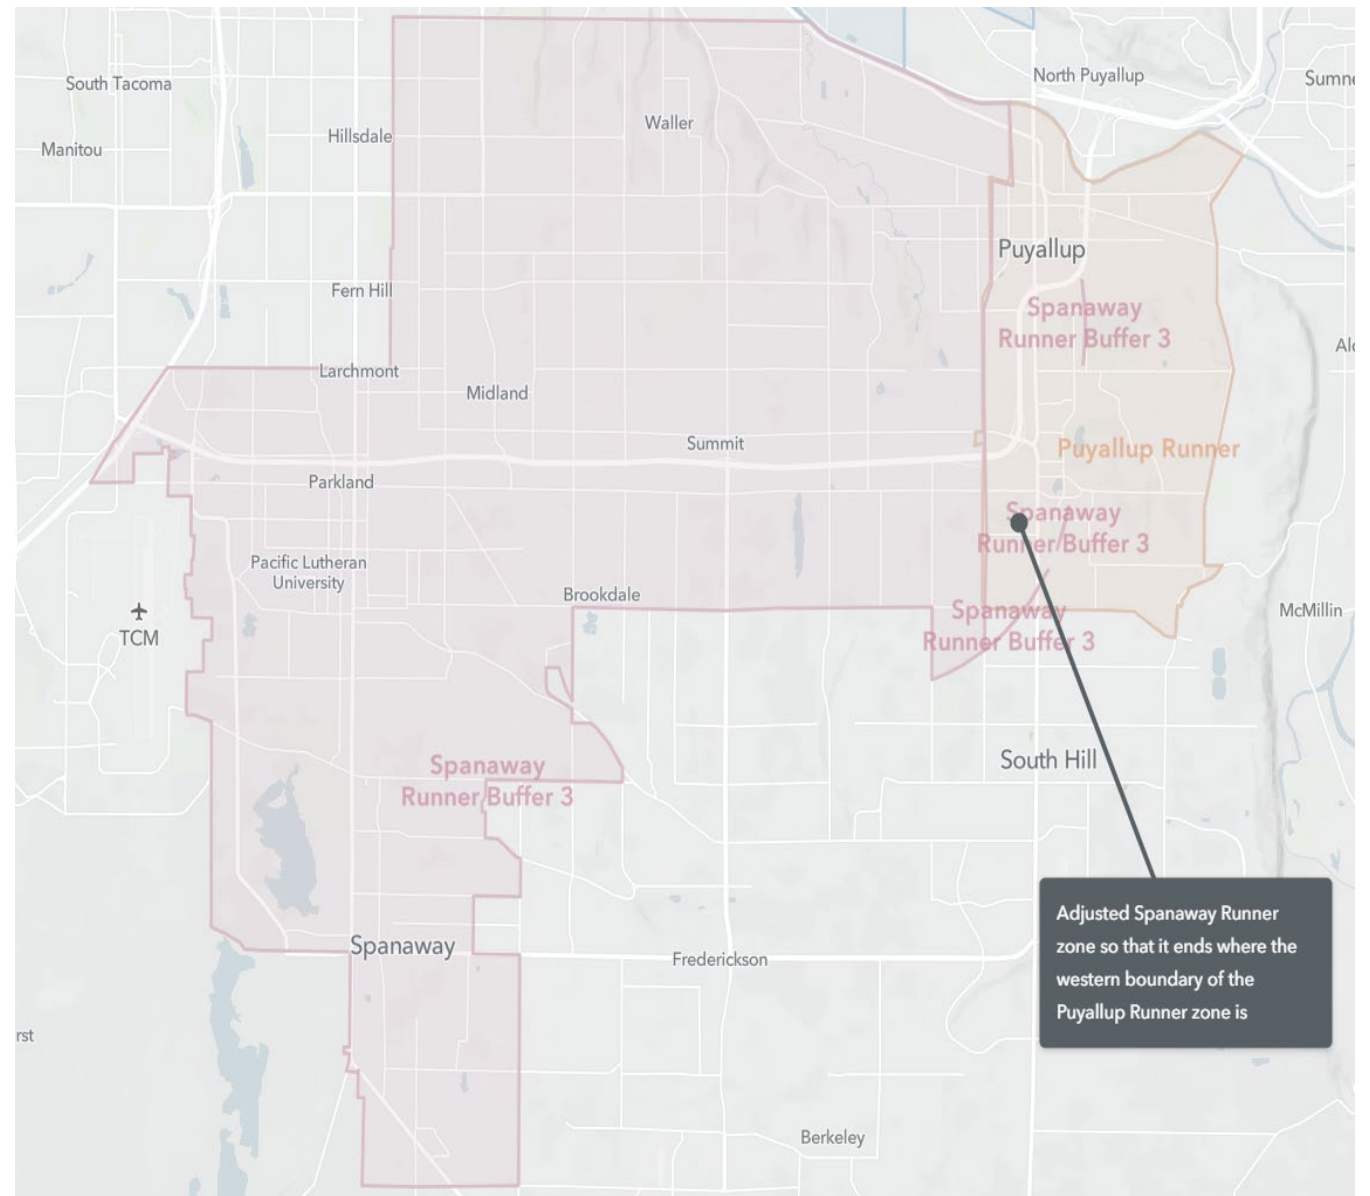 North Puyallup
South Tacoma
Waller
Hillsdale
Manitou
Puyallup
Fern Hill
Spanaway
Runner Buffer 3
Larchmont
Midland
Summit
Puyallup Runner
Parkland
Spanaway
Runner Buffer 3
Pacific Lutheran
University
Brookdale
McMillin
Spanaway
Runner Buffer 3
TCM
South Hill
Spanaway
Runner Buffer 3
Adjusted Spanaway Runner
zone so that it ends where the
western boundary of the
Puyallup Runner zone is
Spanaway
Frederickson
rst
Berkeley